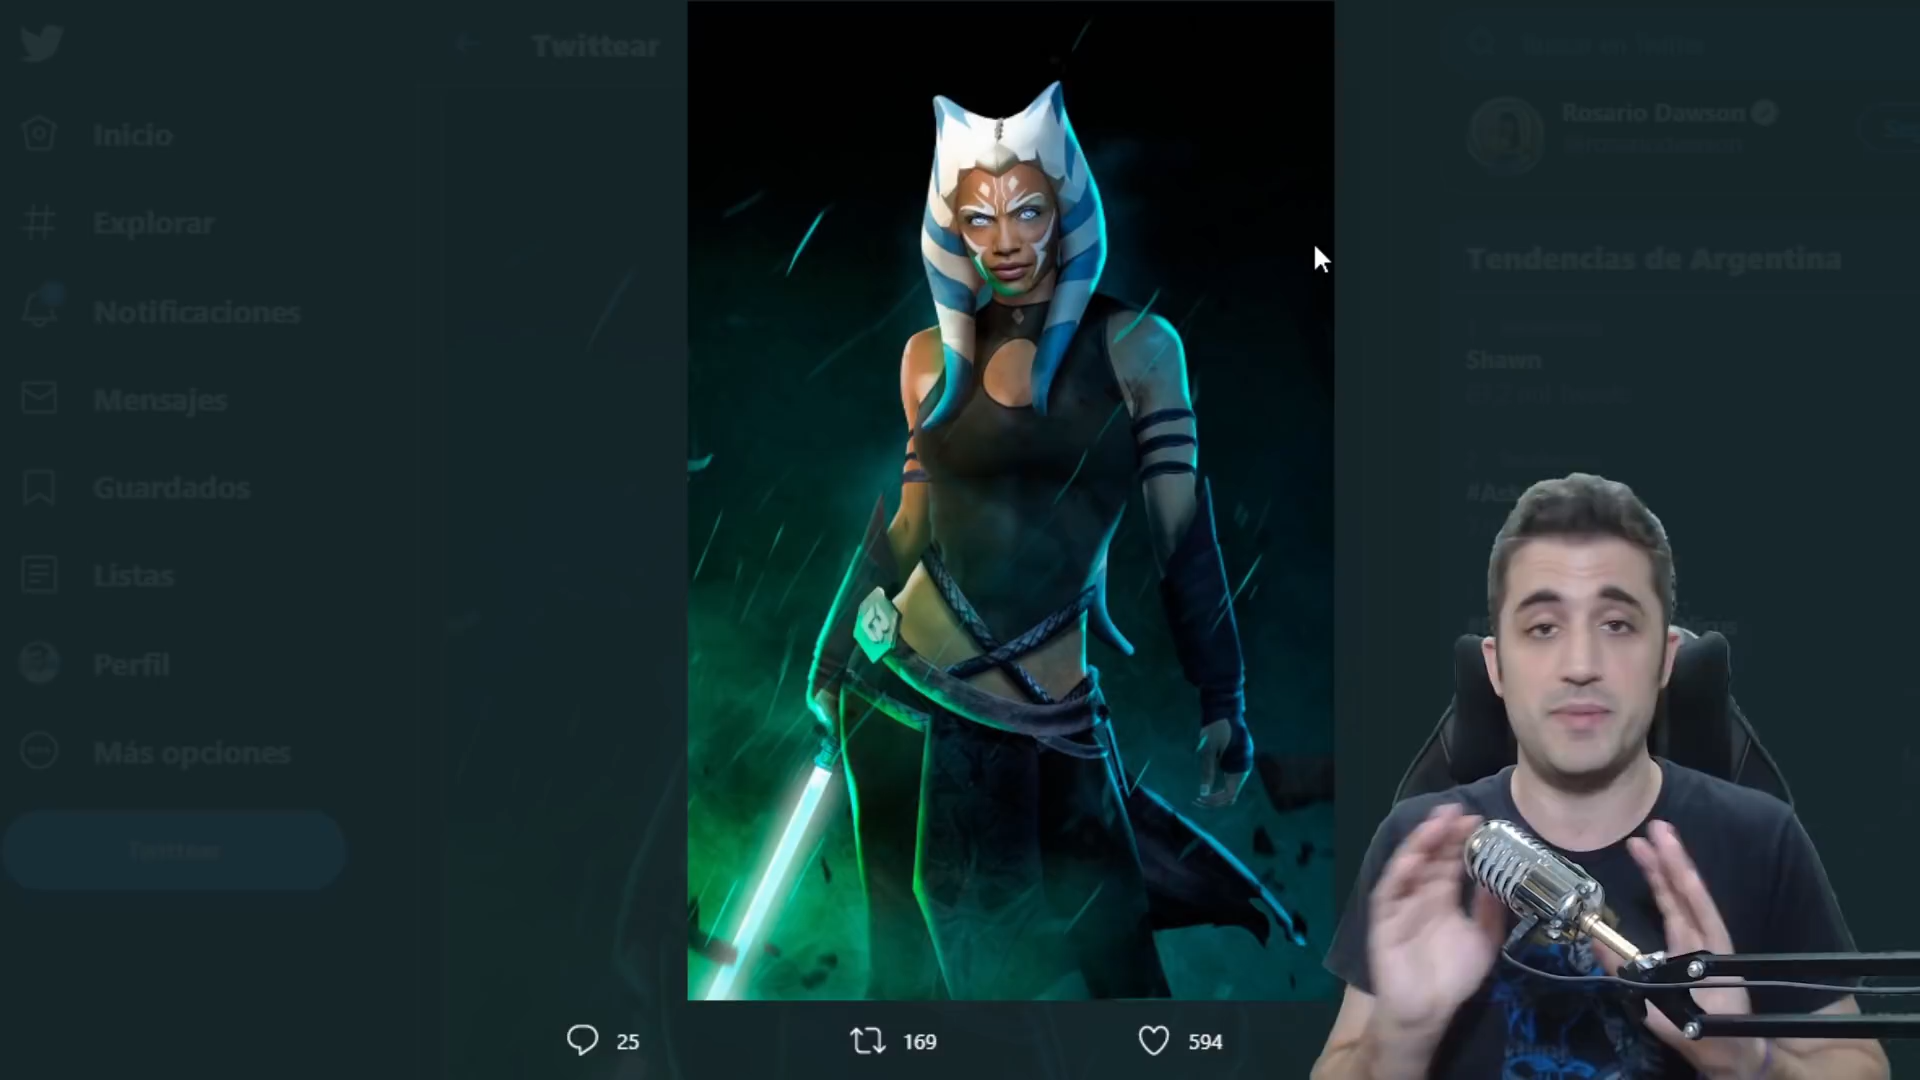 Twittear
Inicio
Explorar
Notificaciones
Mensajes
Guardados
Listas
Perfil
Más opciones
Twittear
Rosario Dawson
Tendencias de Argentina
Shawn
25
169
594